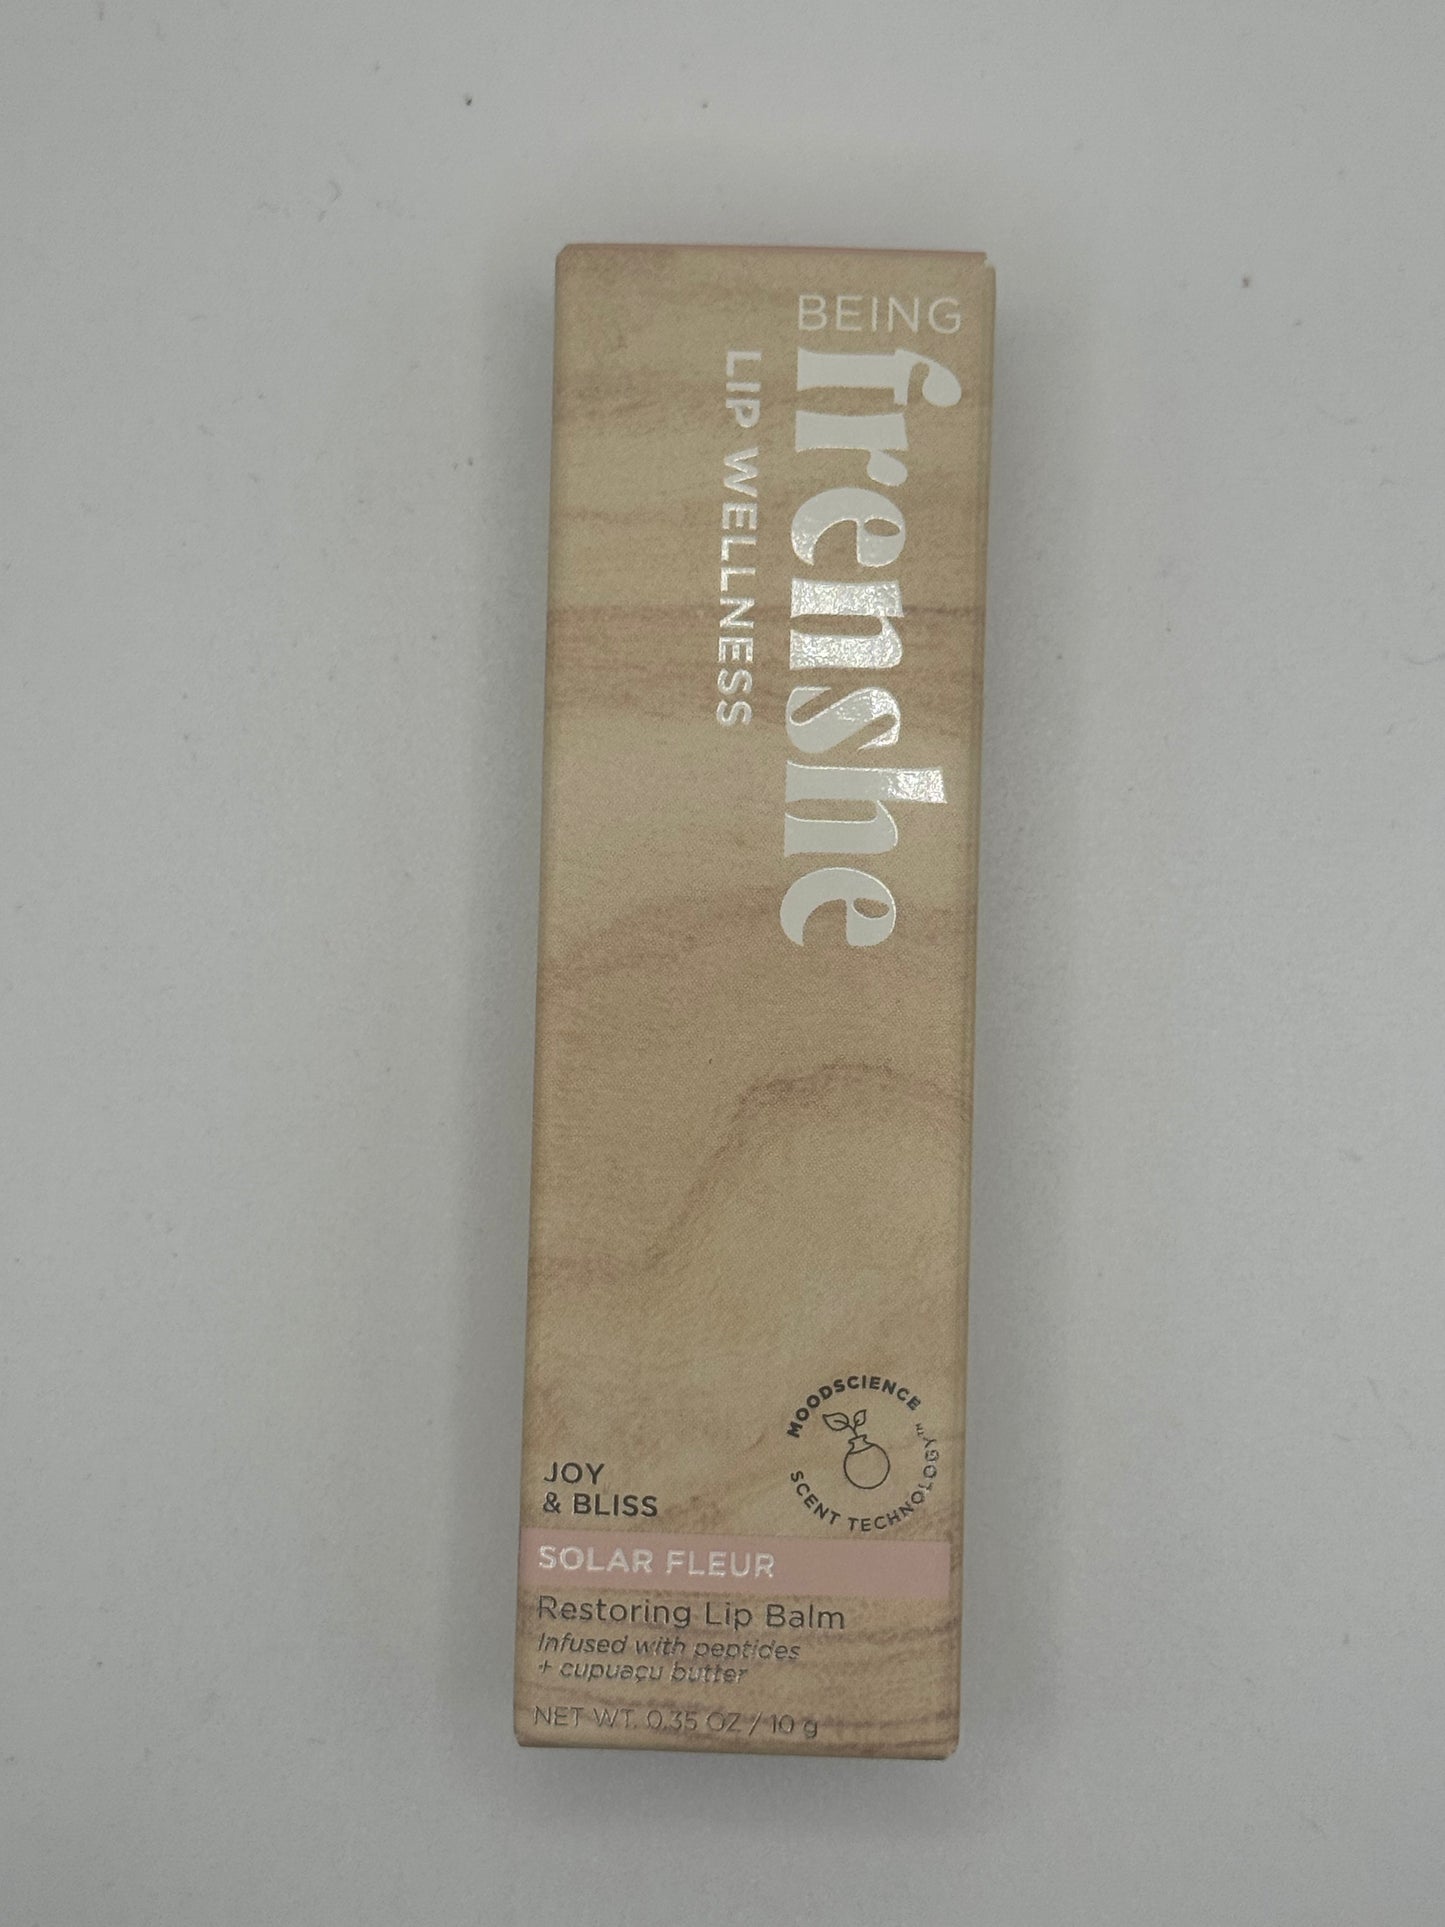 BEING
frenshe
LIP WELLNESS
MOODSCIENCE
SCENT TECHNOLOGY™
JOY
& BLISS
SOLAR FLEUR
Restoring Lip Balm
Infused with peptides
+ cupuaçu butter
NET WT. 0.35 OZ / 10 g